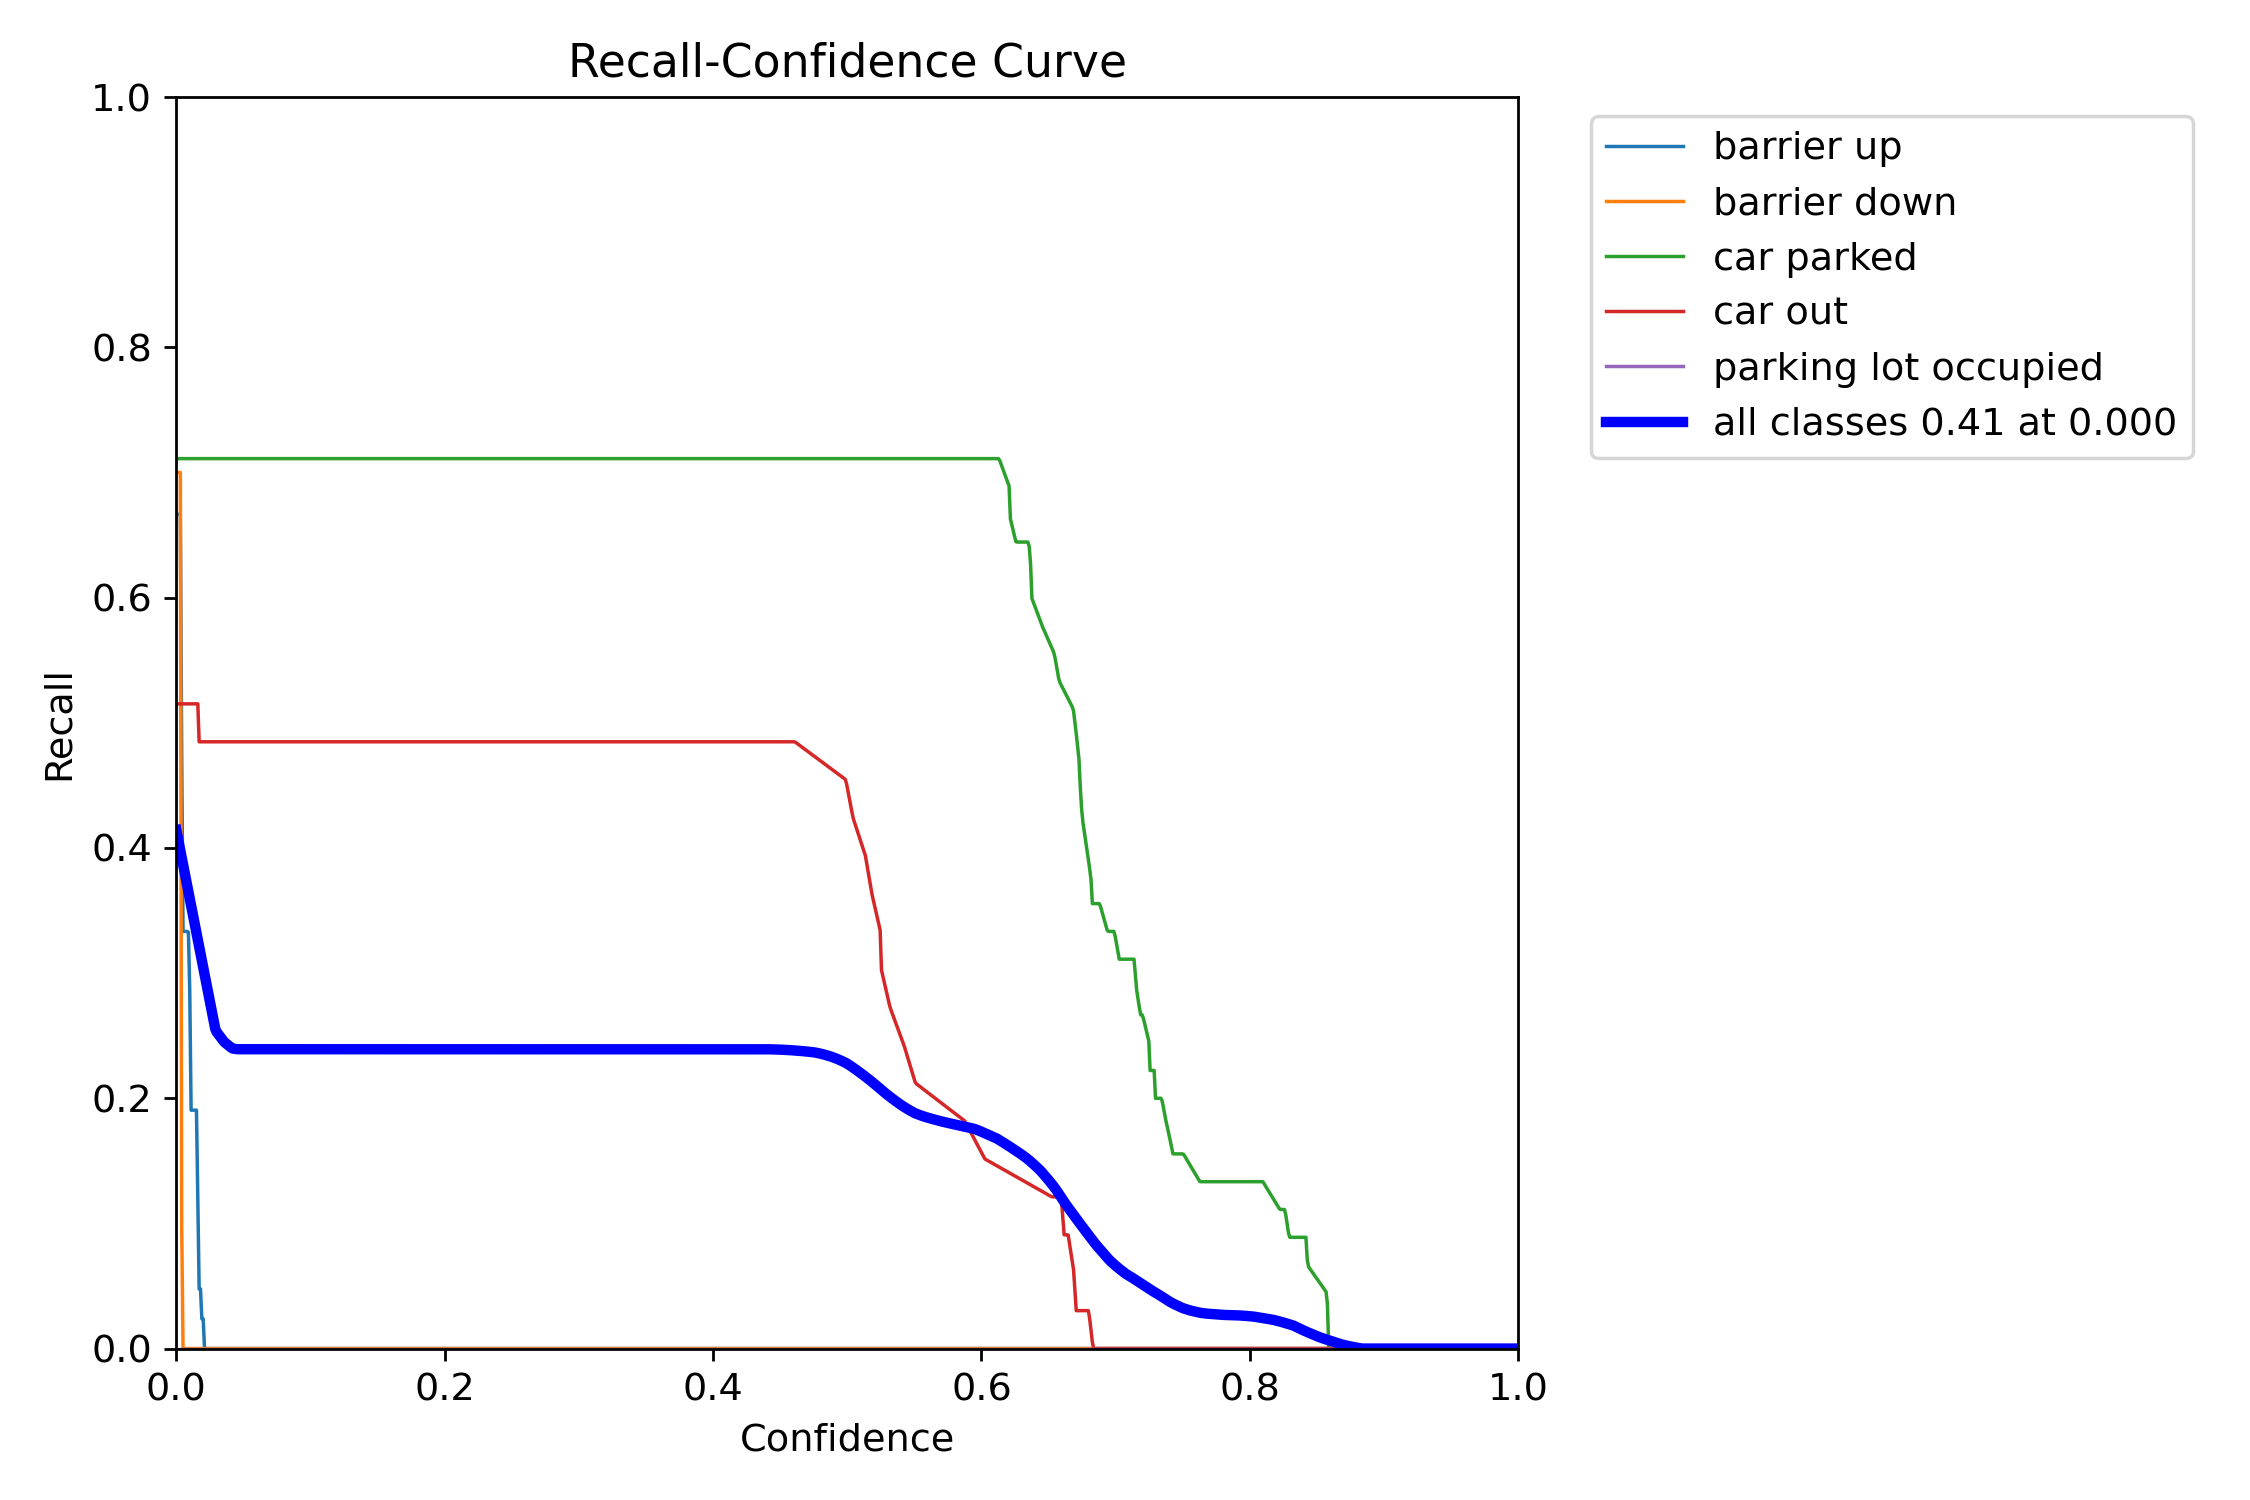 Recall-Confidence Curve
1.0
0.8
0.6
0.4
0.2
0.0
Recall
0.0 0.2 0.4 0.6 0.8 1.0
Confidence
barrier up
barrier down
car parked
car out
parking lot occupied
all classes 0.41 at 0.000